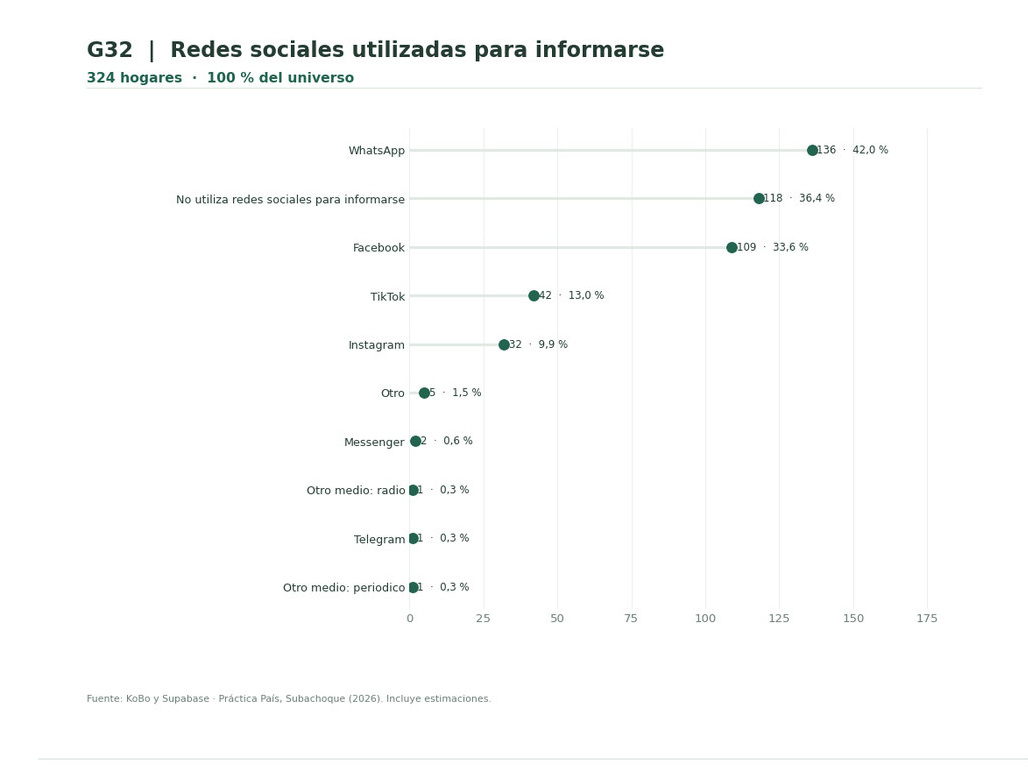 G32 | Redes sociales utilizadas para informarse
324 hogares · 100 % del universo
WhatsApp 136 · 42,0 %
No utiliza redes sociales para informarse 118 · 36,4 %
Facebook 109 · 33,6 %
TikTok 42 · 13,0 %
Instagram 32 · 9,9 %
Otro 5 · 1,5 %
Messenger 2 · 0,6 %
Otro medio: radio 1 · 0,3 %
Telegram 1 · 0,3 %
Otro medio: periodico 1 · 0,3 %
0 25 50 75 100 125 150 175
Fuente: KoBo y Supabase · Práctica País, Subachoque (2026). Incluye estimaciones.